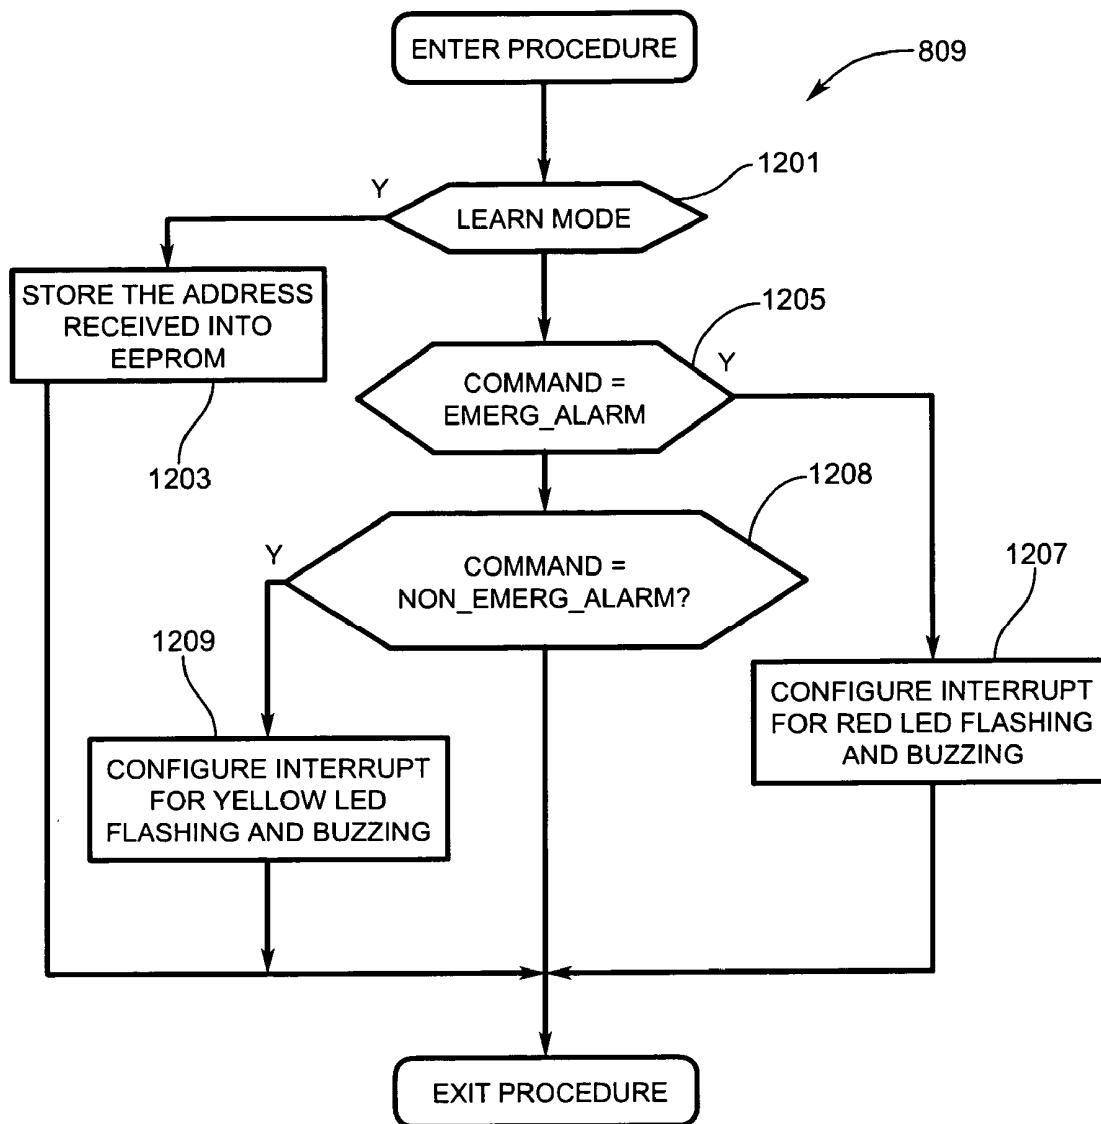 ENTER PROCEDURE
809
1201
Y
LEARN MODE
STORE THE ADDRESS
RECEIVED INTO
EEPROM
1203
1205
Y
COMMAND =
EMERG_ALARM
1208
Y
COMMAND =
NON_EMERG_ALARM?
1207
1209
CONFIGURE INTERRUPT
FOR RED LED FLASHING
AND BUZZING
CONFIGURE INTERRUPT
FOR YELLOW LED
FLASHING AND BUZZING
EXIT PROCEDURE